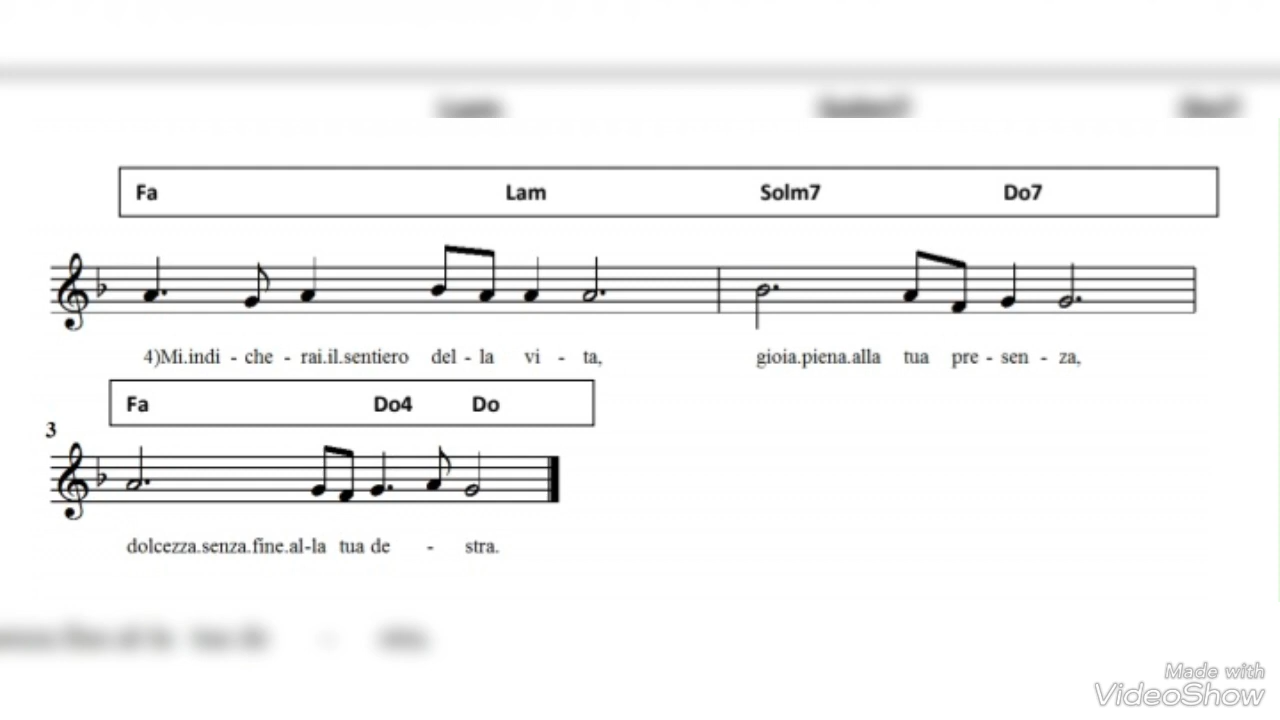 Fa Lam Solm7 Do7
4)Mi.indi - che - rai.il.sentiero del - la vi - ta, gioia.piena.alla tua pre - sen - za,
Fa Do4 Do
3
dolcezza.senza.fine.al-la tua de - stra.
Made with
VideoShow